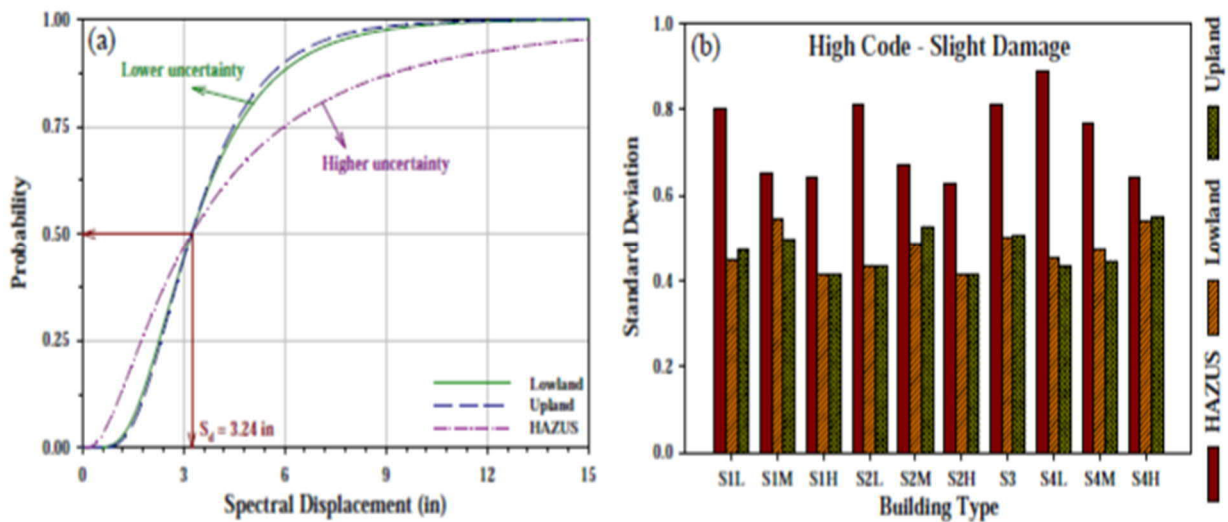 (a)
1.00
0.75
0.50
0.25
0.00
Probability
Lower uncertainty
Higher uncertainty
S_d = 3.24 in
Lowland
Upland
HAZUS
0 3 6 9 12 15
Spectral Displacement (in)
(b)
High Code - Slight Damage
1.0
0.8
0.6
0.4
0.2
0.0
Standard Deviation
S1L S1M S1H S2L S2M S2H S3 S4L S4M S4H
Building Type
HAZUS
Lowland
Upland